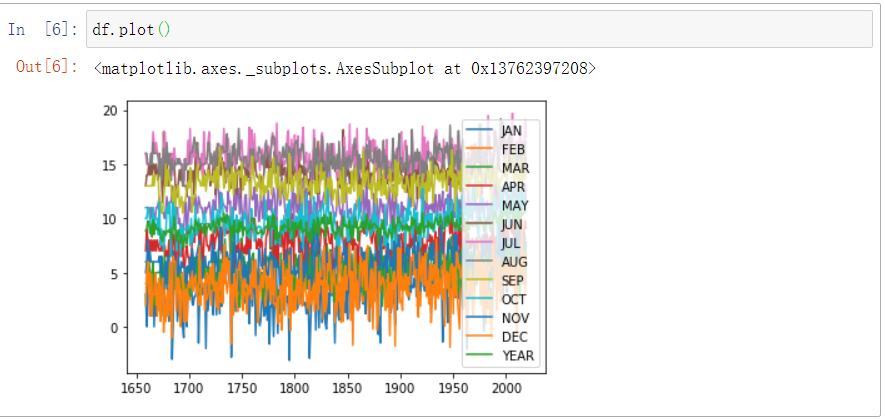 In [6]: df.plot()
Out[6]: <matplotlib.axes._subplots.AxesSubplot at 0x13762397208>
20
15
10
5
0
1650 1700 1750 1800 1850 1900 1950 2000
JAN
FEB
MAR
APR
MAY
JUN
JUL
AUG
SEP
OCT
NOV
DEC
YEAR